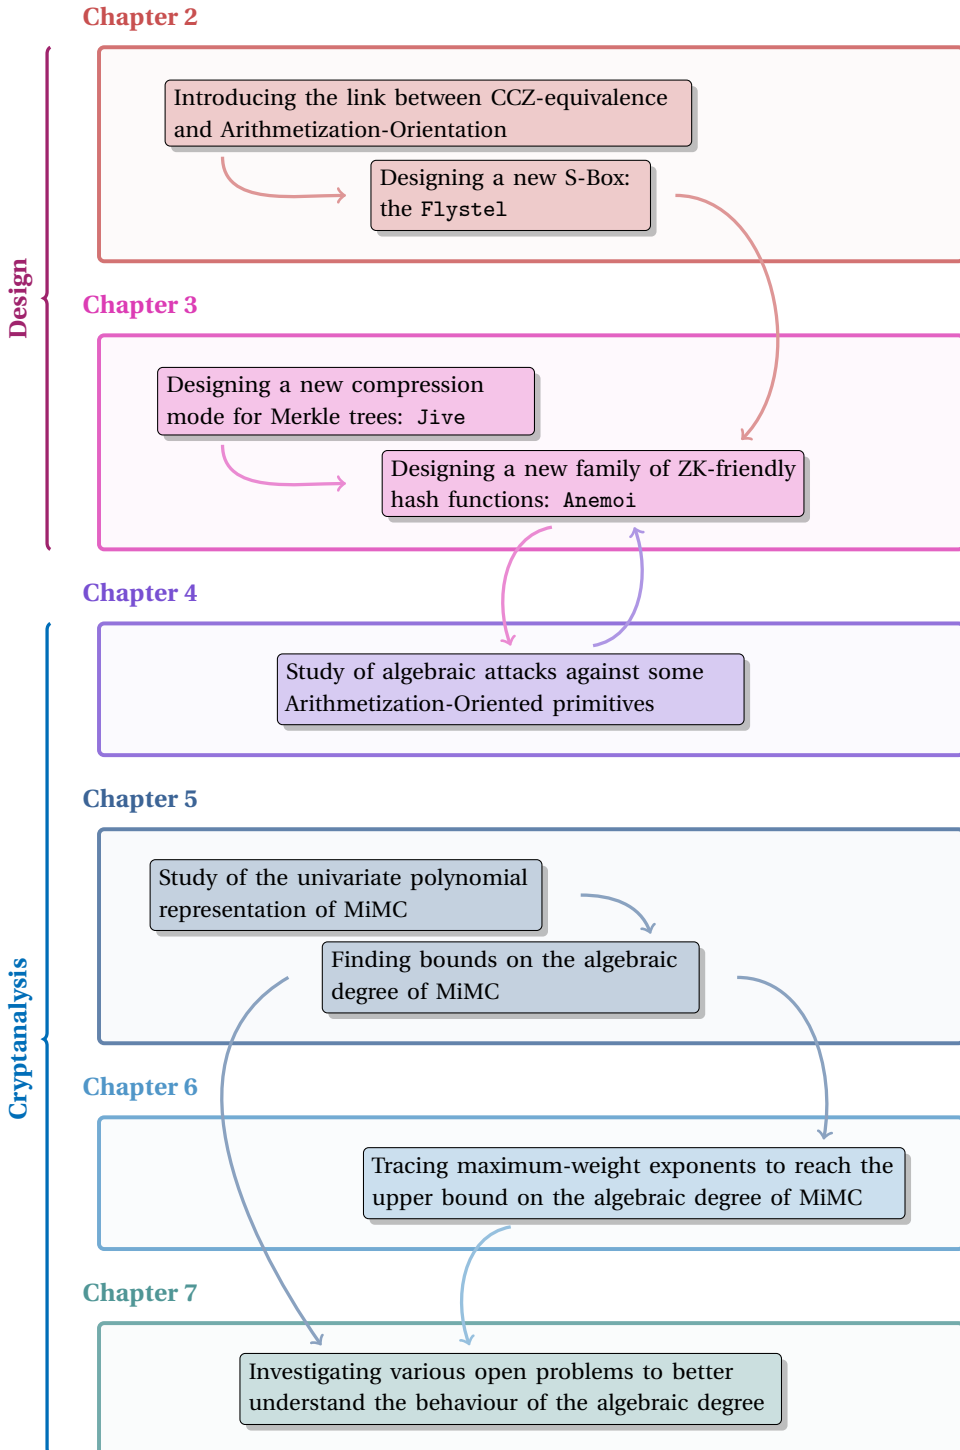 Chapter 2
Introducing the link between CCZ-equivalence
and Arithmetization-Orientation
Designing a new S-Box:
the Flystel
Design
Chapter 3
Designing a new compression
mode for Merkle trees: Jive
Designing a new family of ZK-friendly
hash functions: Anemoi
Chapter 4
Study of algebraic attacks against some
Arithmetization-Oriented primitives
Chapter 5
Study of the univariate polynomial
representation of MiMC
Finding bounds on the algebraic
degree of MiMC
Cryptanalysis
Chapter 6
Tracing maximum-weight exponents to reach the
upper bound on the algebraic degree of MiMC
Chapter 7
Investigating various open problems to better
understand the behaviour of the algebraic degree